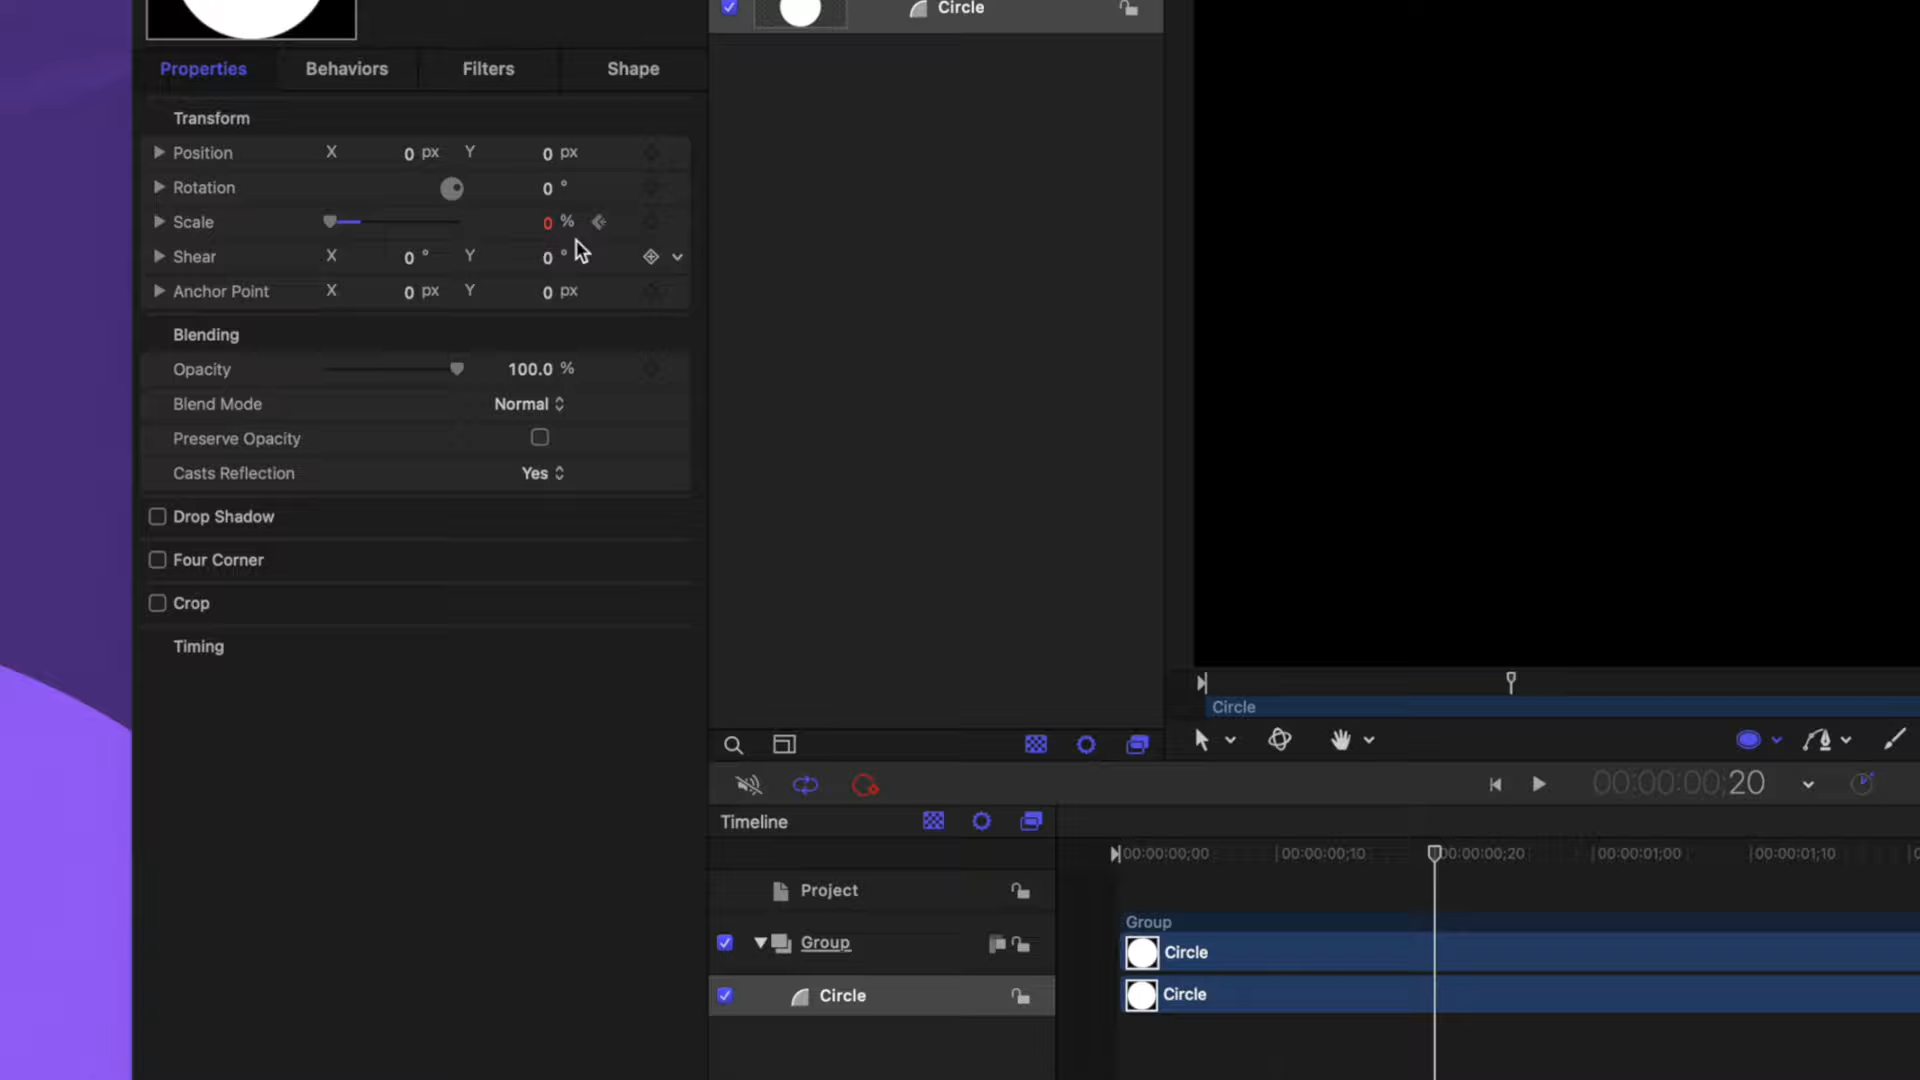 Circle
Properties Behaviors Filters Shape
Transform
Position X 0 px Y 0 px
Rotation 0 °
Scale 0 %
Shear X 0 ° Y 0 °
Anchor Point X 0 px Y 0 px
Blending
Opacity 100.0 %
Blend Mode Normal
Preserve Opacity
Casts Reflection Yes
Drop Shadow
Four Corner
Crop
Timing
Circle
00:00:00;20
Timeline
00:00:00;00 00:00:00;10 00:00:00;20 00:00:01;00 00:00:01;10
Project
Group
Group
Circle
Circle
Circle